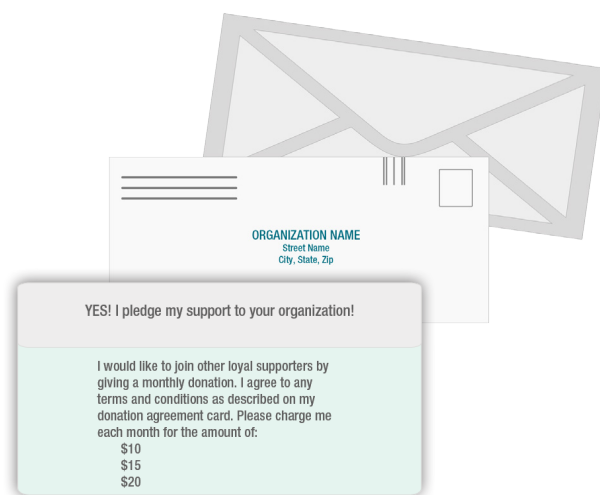 ORGANIZATION NAME
Street Name
City, State, Zip
YES! I pledge my support to your organization!
I would like to join other loyal supporters by
giving a monthly donation. I agree to any
terms and conditions as described on my
donation agreement card. Please charge me
each month for the amount of:
$10
$15
$20